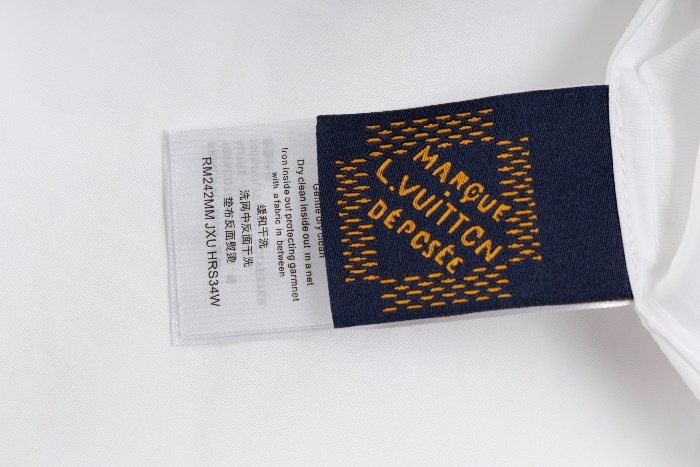 MARQUE
L.VUITTON
DÉPOSÉE
Gentle dry clean
Dry clean inside out in a net
Iron inside out protecting garmnet
with a fabric in between
缓和干洗
洗网中反面干洗
垫布反面熨烫
RM242MM JXU HRS34W